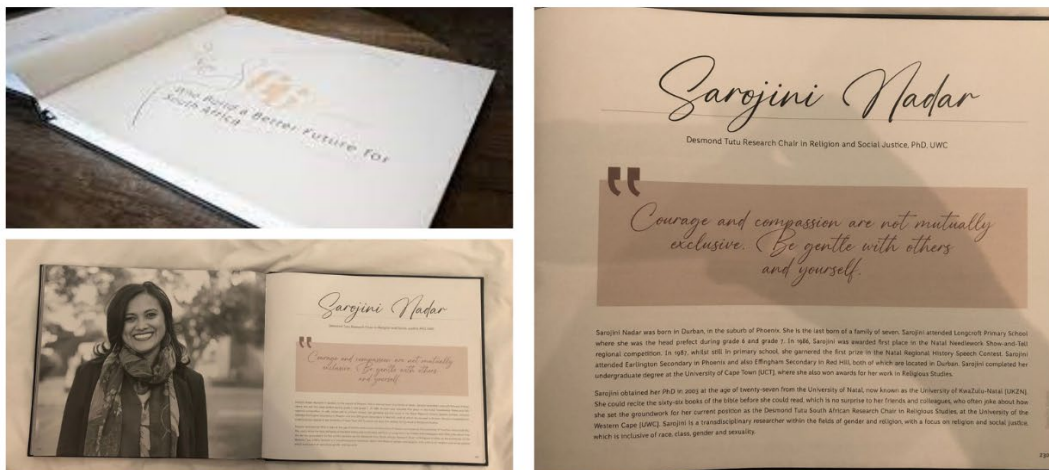 Who Build a Better Future For
South Africa
Sarojini Nadar
Desmond Tutu Research Chair in Religion and Social Justice, PhD, UWC
Courage and compassion are not mutually
exclusive. Be gentle with others
and yourself.
Sarojini Nadar
Desmond Tutu Research Chair in Religion and Social Justice, PhD, UWC
Courage and compassion are not mutually
exclusive. Be gentle with others
and yourself.
Sarojini Nadar was born in Durban, in the suburb of Phoenix. She is the last born of a family of seven. Sarojini attended Longcroft Primary School
where she was the head prefect during grade 6 and grade 7. In 1986, Sarojini was awarded first place in the Natal Needlework Show-and-Tell
regional competition. In 1987, whilst still in primary school, she garnered the first prize in the Natal Regional History Speech Contest. Sarojini
attended Earlington Secondary in Phoenix and also Effingham Secondary in Red Hill, both of which are located in Durban. Sarojini completed her
undergraduate degree at the University of Cape Town (UCT), where she also won awards for her work in Religious Studies.
Sarojini obtained her PhD in 2003 at the age of twenty-seven from the University of Natal, now known as the University of KwaZulu-Natal (UKZN).
She could recite the sixty-six books of the bible before she could read, which is no surprise to her friends and colleagues, who often joke about how
she set the groundwork for her current position as the Desmond Tutu South African Research Chair in Religious Studies, at the University of the
Western Cape (UWC). Sarojini is a transdisciplinary researcher within the fields of gender and religion, with a focus on religion and social justice,
which is inclusive of race, class, gender and sexuality.